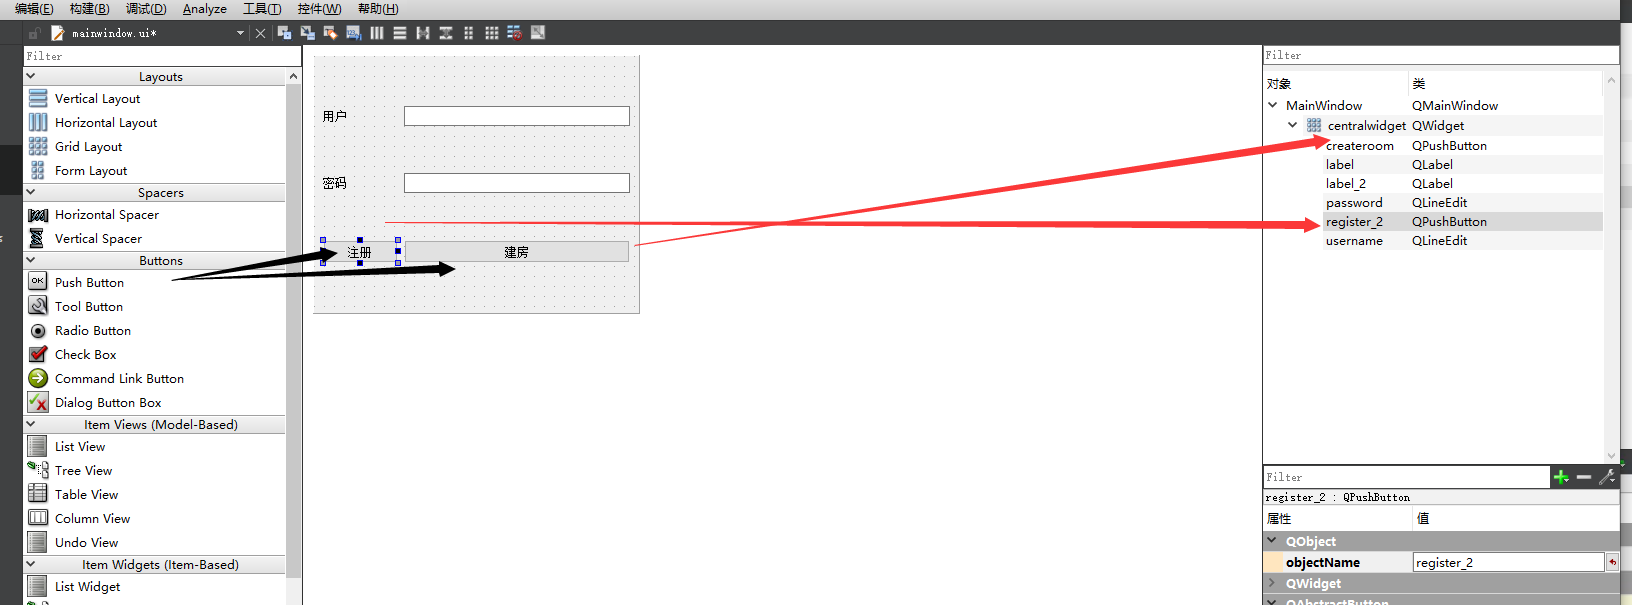 编辑(E) 构建(B) 调试(D) Analyze 工具(T) 控件(W) 帮助(H)
mainwindow.ui*
Filter
Layouts
Vertical Layout
Horizontal Layout
Grid Layout
Form Layout
Spacers
Horizontal Spacer
Vertical Spacer
Buttons
OK Push Button
Tool Button
Radio Button
Check Box
Command Link Button
Dialog Button Box
Item Views (Model-Based)
List View
Tree View
Table View
Column View
Undo View
Item Widgets (Item-Based)
List Widget
用户
密码
注册 建房
Filter
对象 类
MainWindow QMainWindow
centralwidget QWidget
createroom QPushButton
label QLabel
label_2 QLabel
password QLineEdit
register_2 QPushButton
username QLineEdit
Filter
register_2 : QPushButton
属性 值
QObject
objectName register_2
QWidget
QAbstractButton